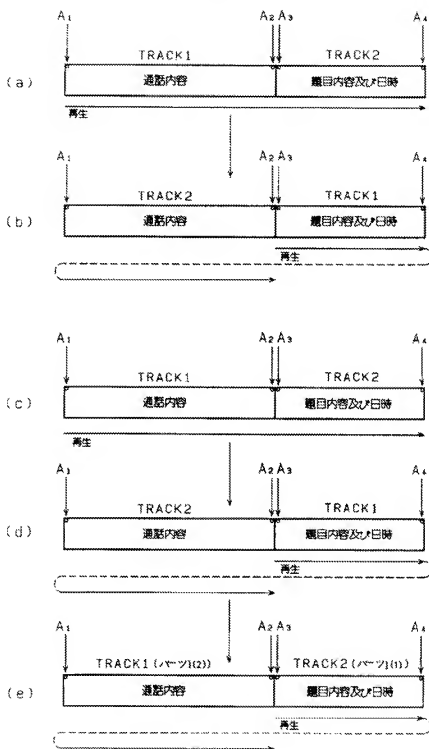 A₁ A₂ A₃ A₄
TRACK1 TRACK2
(a) 通話内容 題目内容及び日時
再生
A₁ A₂ A₃ A₄
TRACK2 TRACK1
(b) 通話内容 題目内容及び日時
再生
A₁ A₂ A₃ A₄
TRACK1 TRACK2
(c) 通話内容 題目内容及び日時
再生
A₁ A₂ A₃ A₄
TRACK2 TRACK1
(d) 通話内容 題目内容及び日時
再生
A₁ A₂ A₃ A₄
TRACK1(パーツ1(2)) TRACK2(パーツ1(1))
(e) 通話内容 題目内容及び日時
再生